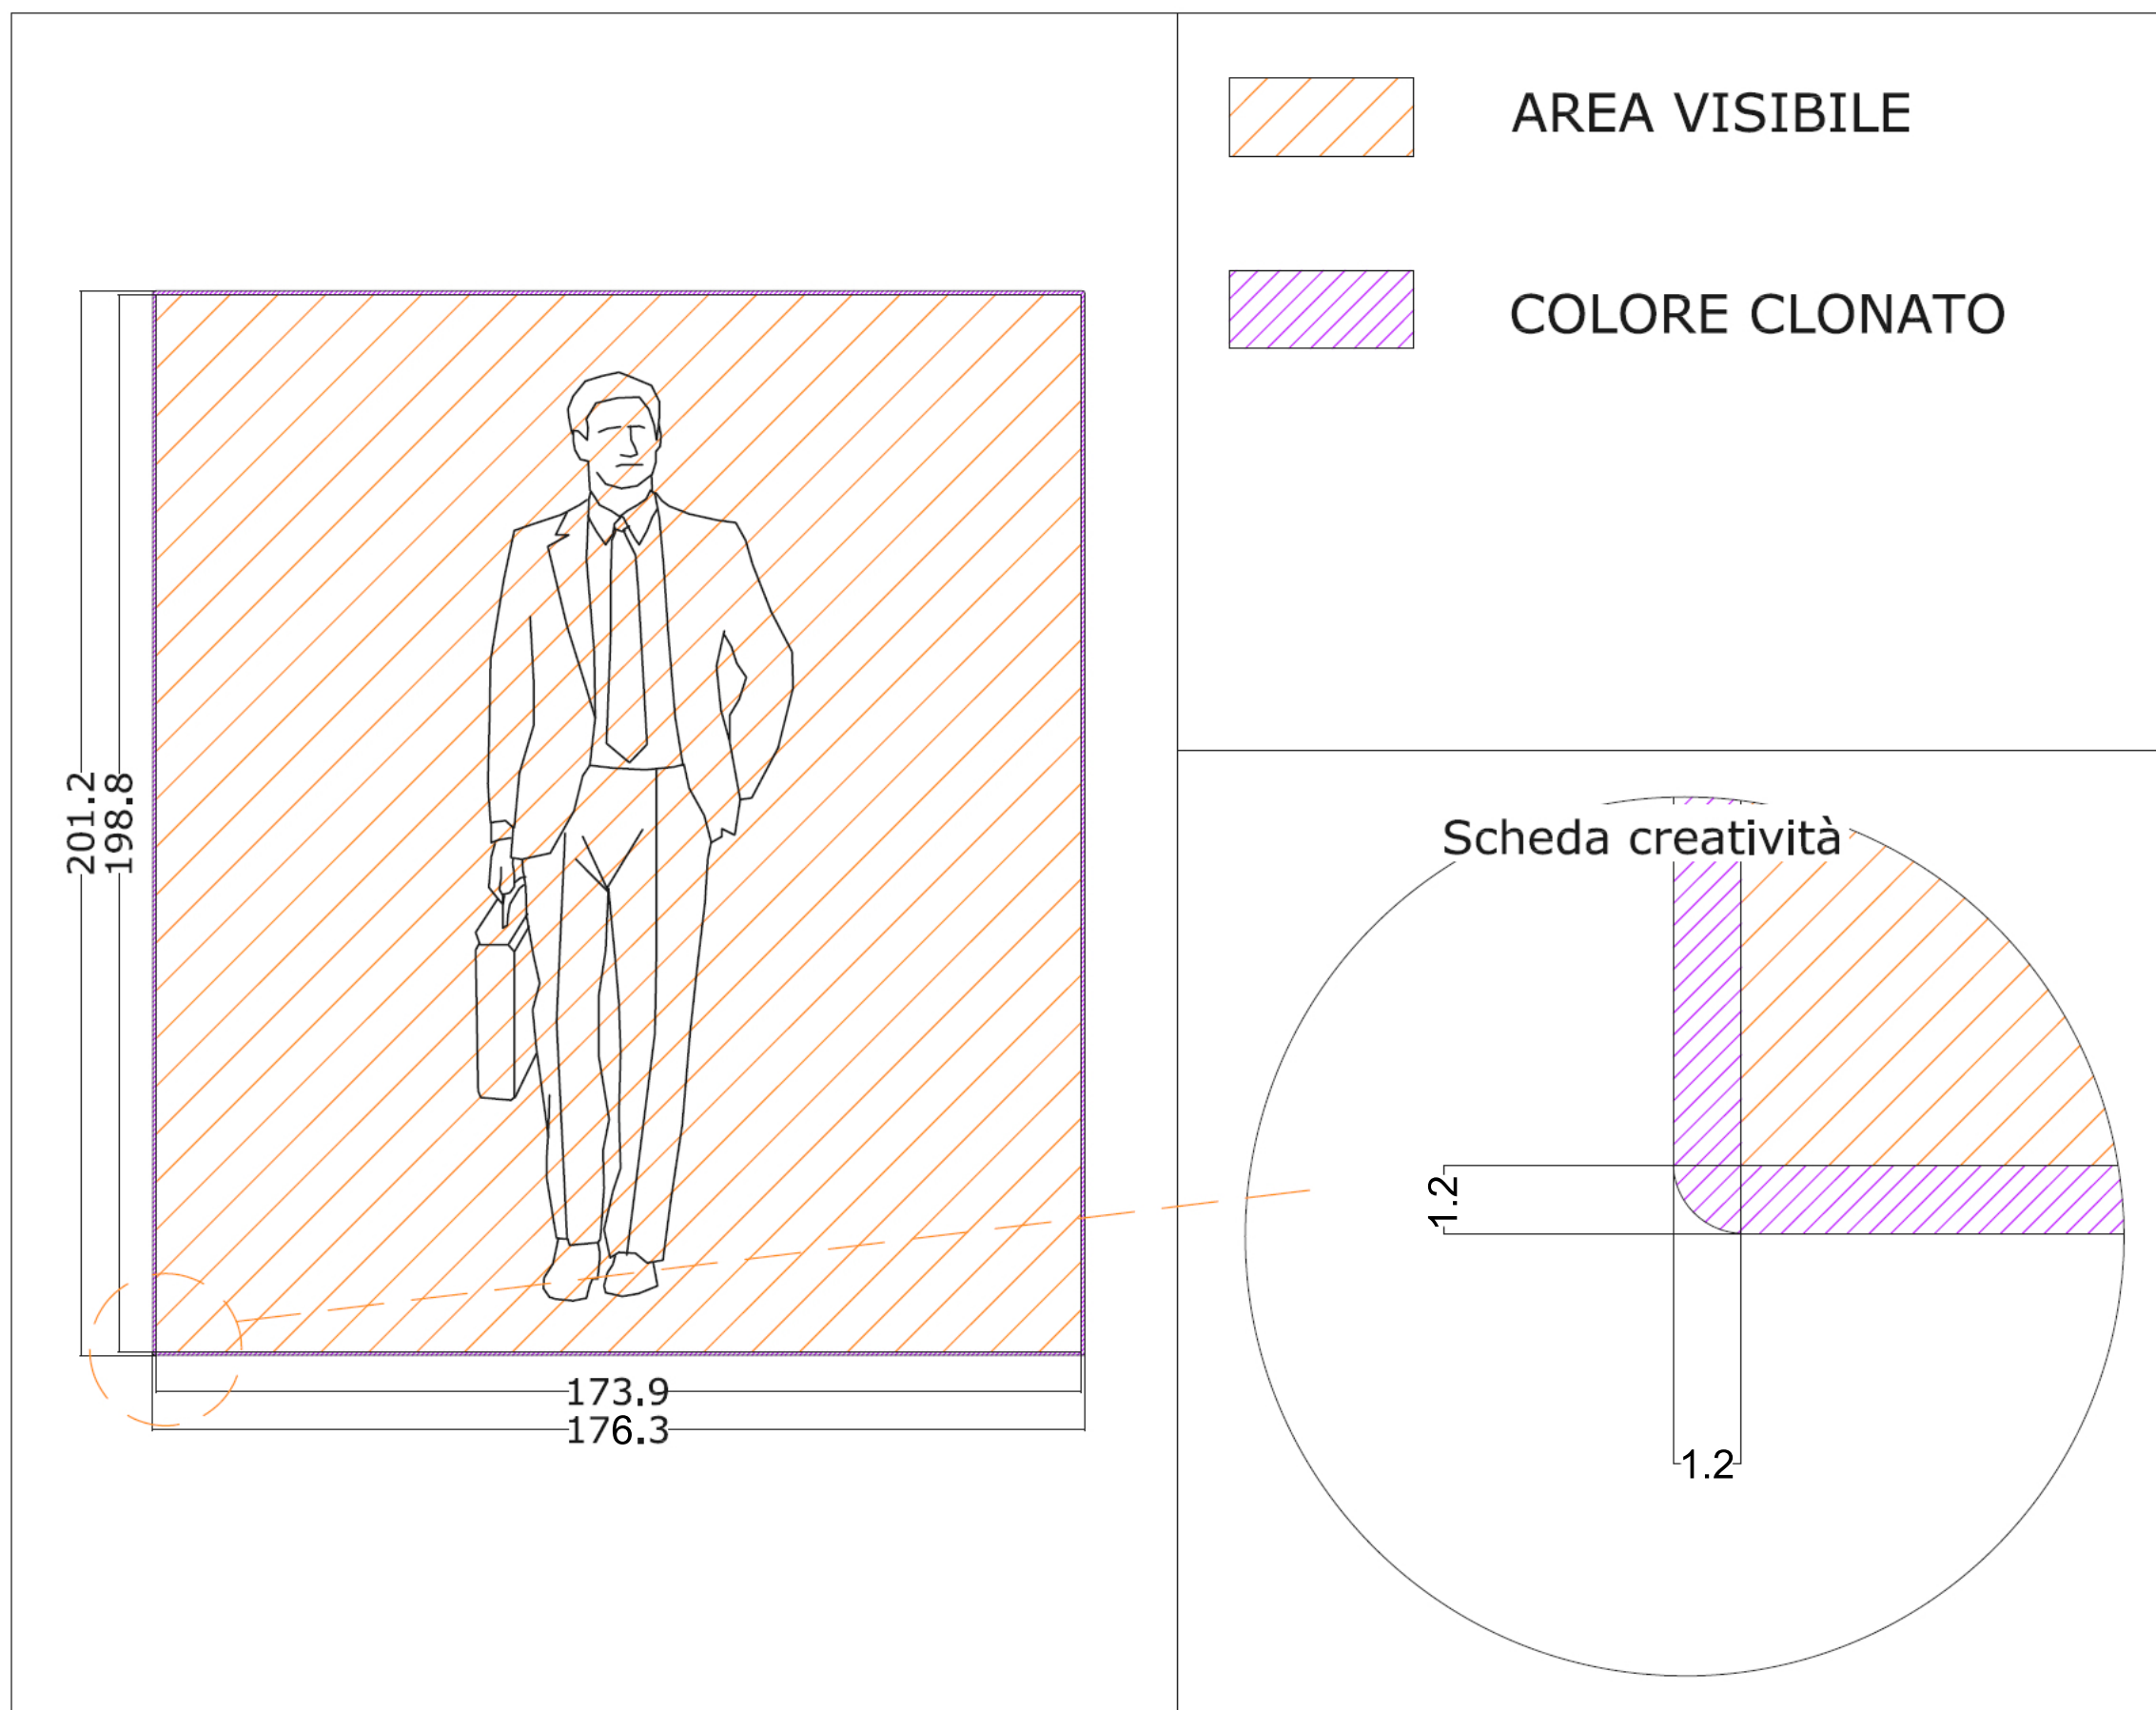 AREA VISIBILE
COLORE CLONATO
201.2
198.8
173.9
176.3
Scheda creatività
1.2
1.2